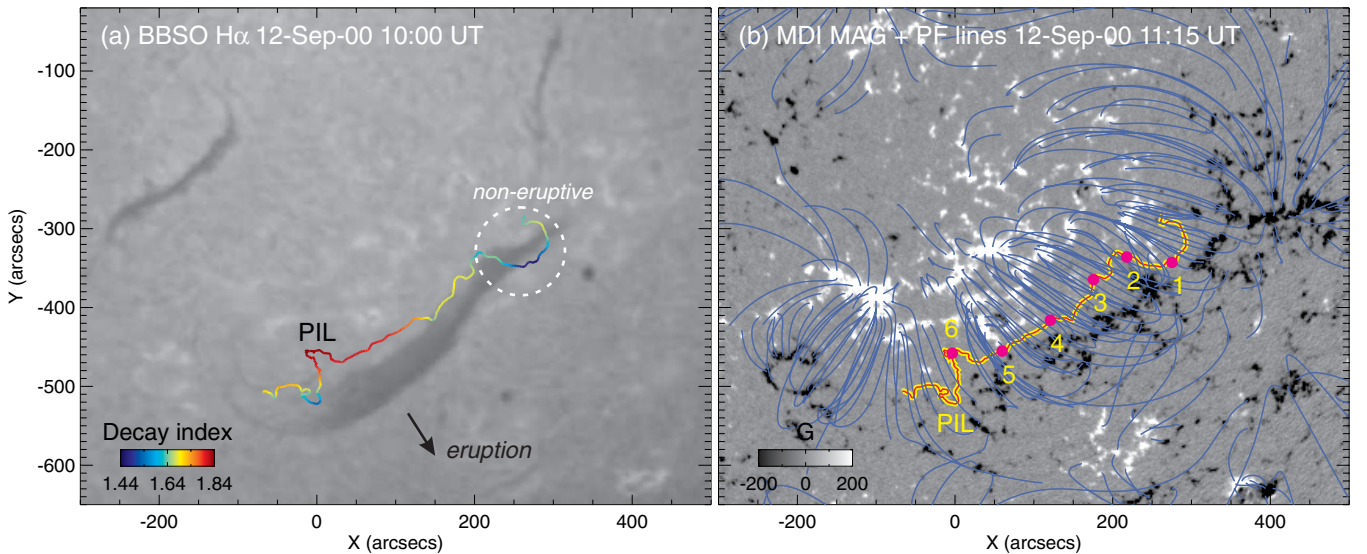 (a) BBSO Hα 12-Sep-00 10:00 UT
non-eruptive
PIL
eruption
Decay index
1.44 1.64 1.84
-100
-200
-300
-400
-500
-600
Y (arcsecs)
-200 0 200 400
X (arcsecs)
(b) MDI MAG + PF lines 12-Sep-00 11:15 UT
1
2
3
4
5
6
PIL
G
-200 0 200
-200 0 200 400
X (arcsecs)